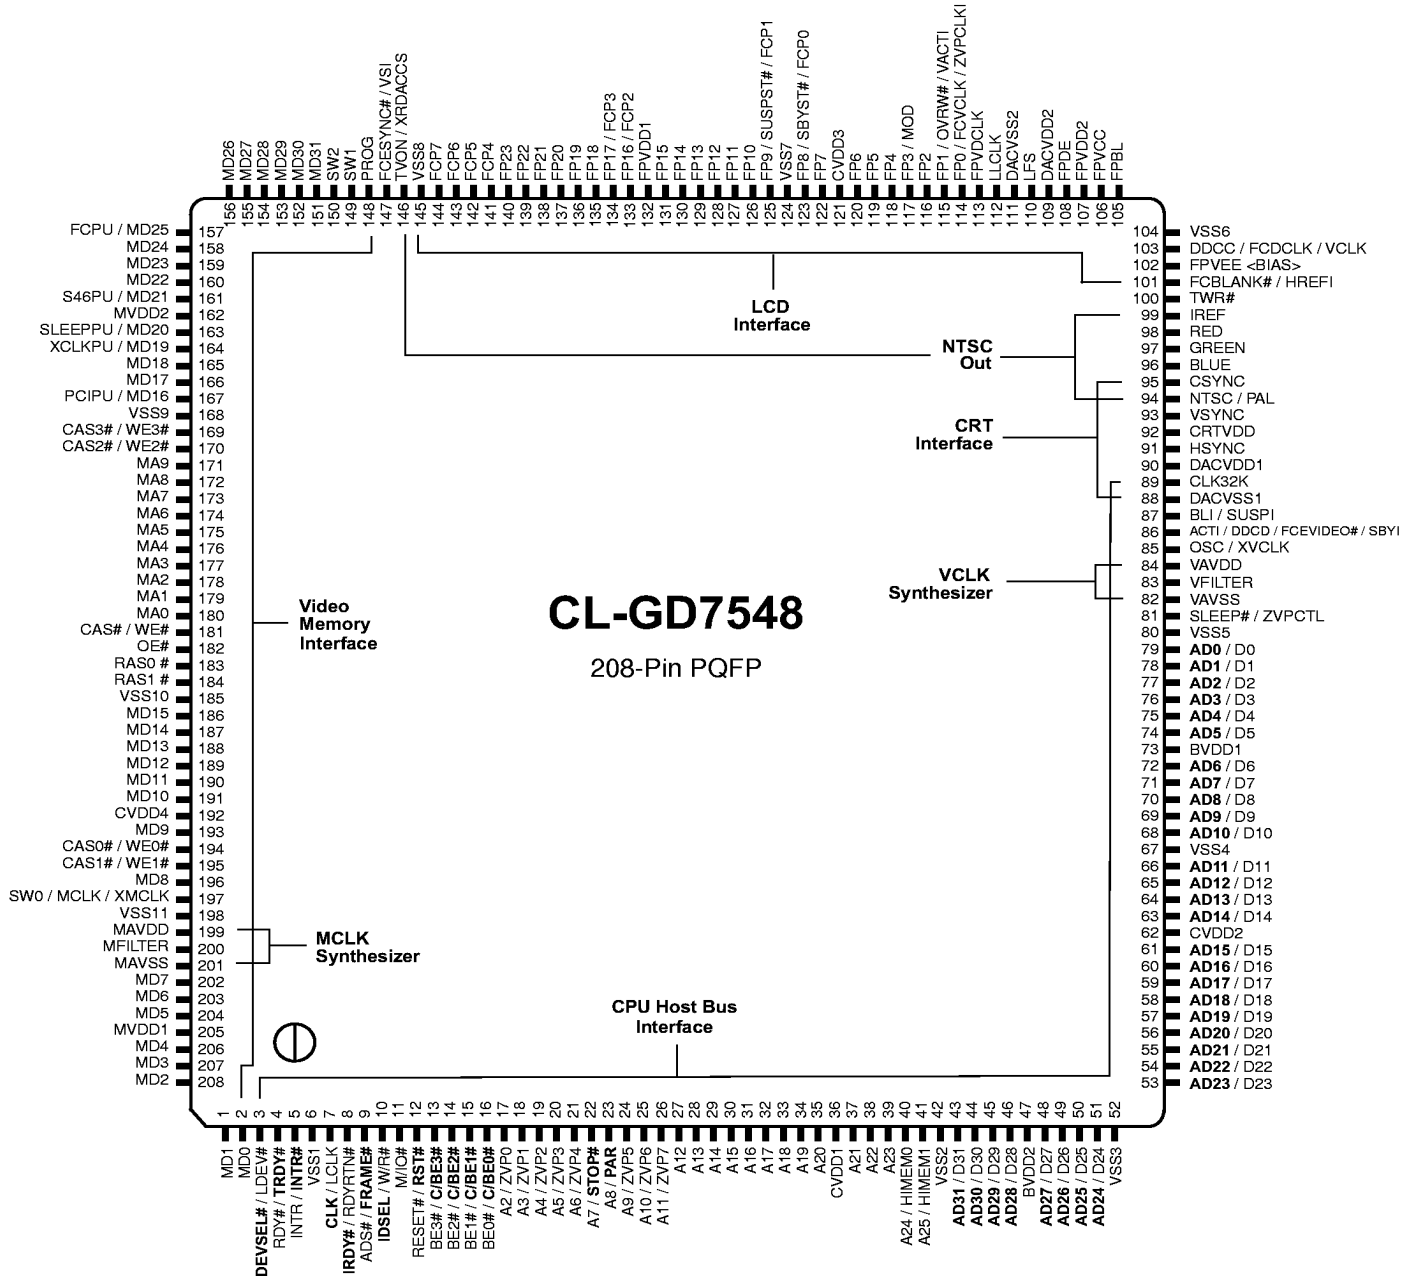 MD26 156
MD27 155
MD28 154
MD29 153
MD30 152
MD31 151
SW2 150
SW1 149
PROG 148
FCESYNC# / VSI 147
TVON / XRDACCS 146
VSS8 145
FCP7 144
FCP6 143
FCP5 142
FCP4 141
FP23 140
FP22 139
FP21 138
FP20 137
FP19 136
FP18 135
FP17 / FCP3 134
FP16 / FCP2 133
FPVDD1 132
FP15 131
FP14 130
FP13 129
FP12 128
FP11 127
FP10 126
FP9 / SUSPST# / FCP1 125
VSS7 124
FP8 / SBYST# / FCP0 123
FP7 122
CVDD3 121
FP6 120
FP5 119
FP4 118
FP3 / MOD 117
FP2 116
FP1 / OVRW# / VACTI 115
FP0 / FCVCLK / ZVPCLKI 114
FPVDCLK 113
LLCLK 112
DACVSS2 111
LFS 110
DACVDD2 109
FPDE 108
FPVDD2 107
FPVCC 106
FPBL 105
FCPU / MD25 157
MD24 158
MD23 159
MD22 160
S46PU / MD21 161
MVDD2 162
SLEEPPU / MD20 163
XCLKPU / MD19 164
MD18 165
MD17 166
PCIPU / MD16 167
VSS9 168
CAS3# / WE3# 169
CAS2# / WE2# 170
MA9 171
MA8 172
MA7 173
MA6 174
MA5 175
MA4 176
MA3 177
MA2 178
MA1 179
MA0 180
CAS# / WE# 181
OE# 182
RAS0 # 183
RAS1 # 184
VSS10 185
MD15 186
MD14 187
MD13 188
MD12 189
MD11 190
MD10 191
CVDD4 192
MD9 193
CAS0# / WE0# 194
CAS1# / WE1# 195
MD8 196
SW0 / MCLK / XMCLK 197
VSS11 198
MAVDD 199
MFILTER 200
MAVSS 201
MD7 202
MD6 203
MD5 204
MVDD1 205
MD4 206
MD3 207
MD2 208
LCD
Interface
NTSC
Out
CRT
Interface
VCLK
Synthesizer
Video
Memory
Interface
CL-GD7548
208-Pin PQFP
MCLK
Synthesizer
CPU Host Bus
Interface
104 VSS6
103 DDCC / FCDCLK / VCLK
102 FPVEE <BIAS>
101 FCBLANK# / HREFI
100 TWR#
99 IREF
98 RED
97 GREEN
96 BLUE
95 CSYNC
94 NTSC / PAL
93 VSYNC
92 CRTVDD
91 HSYNC
90 DACVDD1
89 CLK32K
88 DACVSS1
87 BLI / SUSPI
86 ACTI / DDCD / FCEVIDEO# / SBYI
85 OSC / XVCLK
84 VAVDD
83 VFILTER
82 VAVSS
81 SLEEP# / ZVPCTL
80 VSS5
79 AD0 / D0
78 AD1 / D1
77 AD2 / D2
76 AD3 / D3
75 AD4 / D4
74 AD5 / D5
73 BVDD1
72 AD6 / D6
71 AD7 / D7
70 AD8 / D8
69 AD9 / D9
68 AD10 / D10
67 VSS4
66 AD11 / D11
65 AD12 / D12
64 AD13 / D13
63 AD14 / D14
62 CVDD2
61 AD15 / D15
60 AD16 / D16
59 AD17 / D17
58 AD18 / D18
57 AD19 / D19
56 AD20 / D20
55 AD21 / D21
54 AD22 / D22
53 AD23 / D23
1 MD1
2 MD0
3 DEVSEL# / LDEV#
4 RDY# / TRDY#
5 INTR / INTR#
6 VSS1
7 CLK / LCLK
8 IRDY# / RDYRTN#
9 ADS# / FRAME#
10 IDSEL / W/R#
11 M/IO#
12 RESET# / RST#
13 BE3# / C/BE3#
14 BE2# / C/BE2#
15 BE1# / C/BE1#
16 BE0# / C/BE0#
17 A2 / ZVP0
18 A3 / ZVP1
19 A4 / ZVP2
20 A5 / ZVP3
21 A6 / ZVP4
22 A7 / STOP#
23 A8 / PAR
24 A9 / ZVP5
25 A10 / ZVP6
26 A11 / ZVP7
27 A12
28 A13
29 A14
30 A15
31 A16
32 A17
33 A18
34 A19
35 A20
36 CVDD1
37 A21
38 A22
39 A23
40 A24 / HIMEM0
41 A25 / HIMEM1
42 VSS2
43 AD31 / D31
44 AD30 / D30
45 AD29 / D29
46 AD28 / D28
47 BVDD2
48 AD27 / D27
49 AD26 / D26
50 AD25 / D25
51 AD24 / D24
52 VSS3